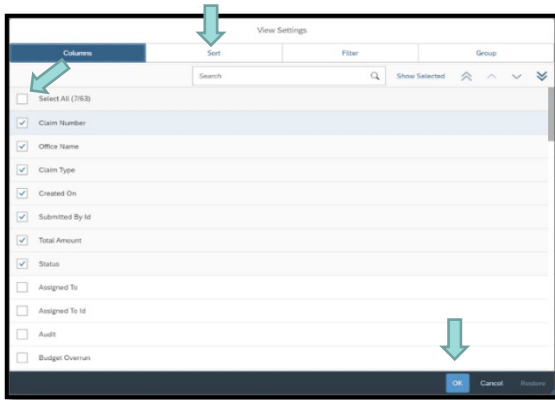 View Settings
Columns Sort Filter Group
Search Show Selected
Select All (7/63)
Claim Number
Office Name
Claim Type
Created On
Submitted By Id
Total Amount
Status
Assigned To
Assigned To Id
Audit
Budget Overrun
OK Cancel Restore